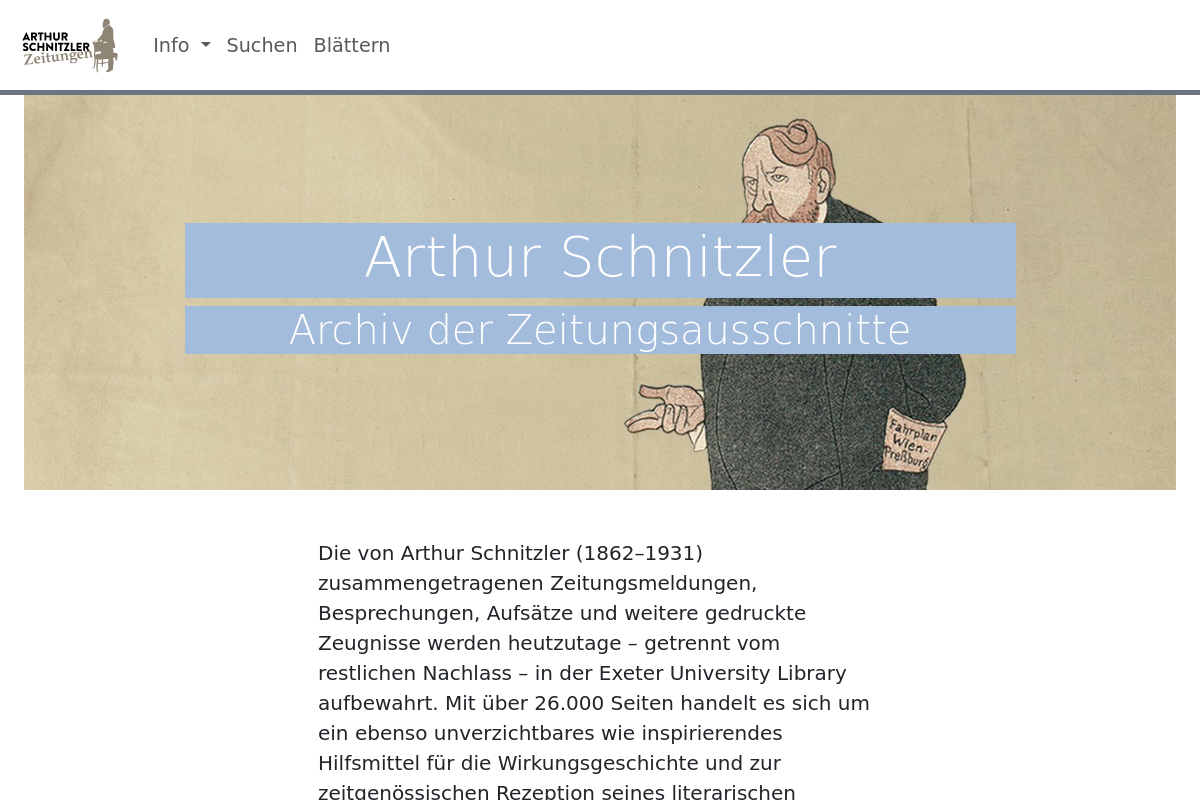 ARTHUR
SCHNITZLER
Zeitungen
Info
Suchen
Blättern
Arthur Schnitzler
Archiv der Zeitungsausschnitte
Fahrplan
Wien-
Preßburg
Die von Arthur Schnitzler (1862–1931)
zusammengetragenen Zeitungsmeldungen,
Besprechungen, Aufsätze und weitere gedruckte
Zeugnisse werden heutzutage – getrennt vom
restlichen Nachlass – in der Exeter University Library
aufbewahrt. Mit über 26.000 Seiten handelt es sich um
ein ebenso unverzichtbares wie inspirierendes
Hilfsmittel für die Wirkungsgeschichte und zur
zeitgenössischen Rezeption seines literarischen